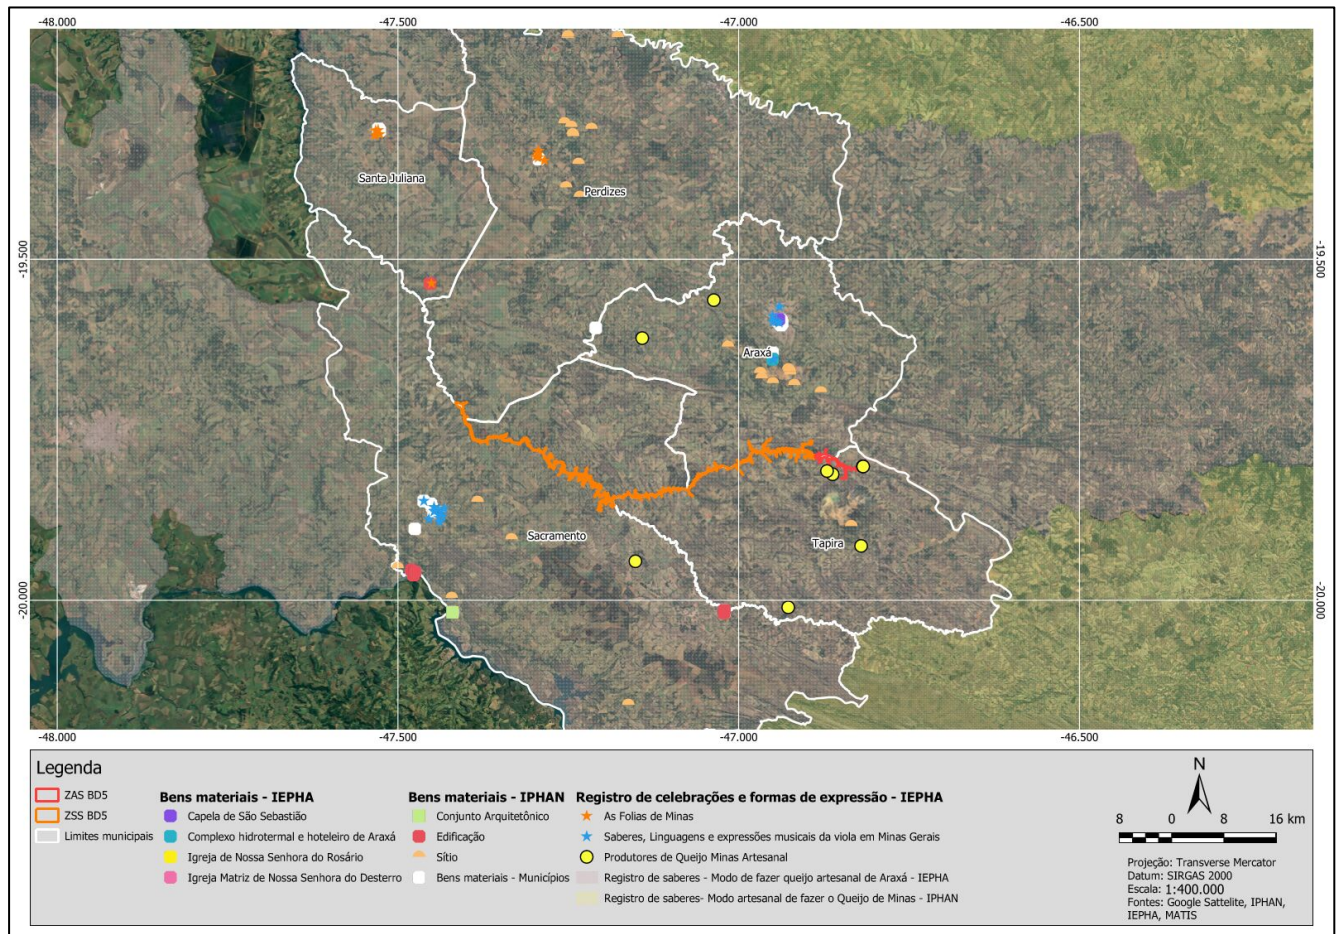 -48.000 -47.500 -47.000 -46.500
Santa Juliana
Perdizes
-19.500 -19.500
Araxá
Sacramento
Tapira
-20.000 -20.000
-48.000 -47.500 -47.000 -46.500
Legenda
ZAS BD5
ZSS BD5
Limites municipais
Bens materiais - IEPHA
Capela de São Sebastião
Complexo hidrotermal e hoteleiro de Araxá
Igreja de Nossa Senhora do Rosário
Igreja Matriz de Nossa Senhora do Desterro
Bens materiais - IPHAN
Conjunto Arquitetônico
Edificação
Sítio
Bens materiais - Municípios
Registro de celebrações e formas de expressão - IEPHA
As Folias de Minas
Saberes, Linguagens e expressões musicais da viola em Minas Gerais
Produtores de Queijo Minas Artesanal
Registro de saberes - Modo de fazer queijo artesanal de Araxá - IEPHA
Registro de saberes- Modo artesanal de fazer o Queijo de Minas - IPHAN
N
8 0 8 16 km
Projeção: Transverse Mercator
Datum: SIRGAS 2000
Escala: 1:400.000
Fontes: Google Sattelite, IPHAN,
IEPHA, MATIS